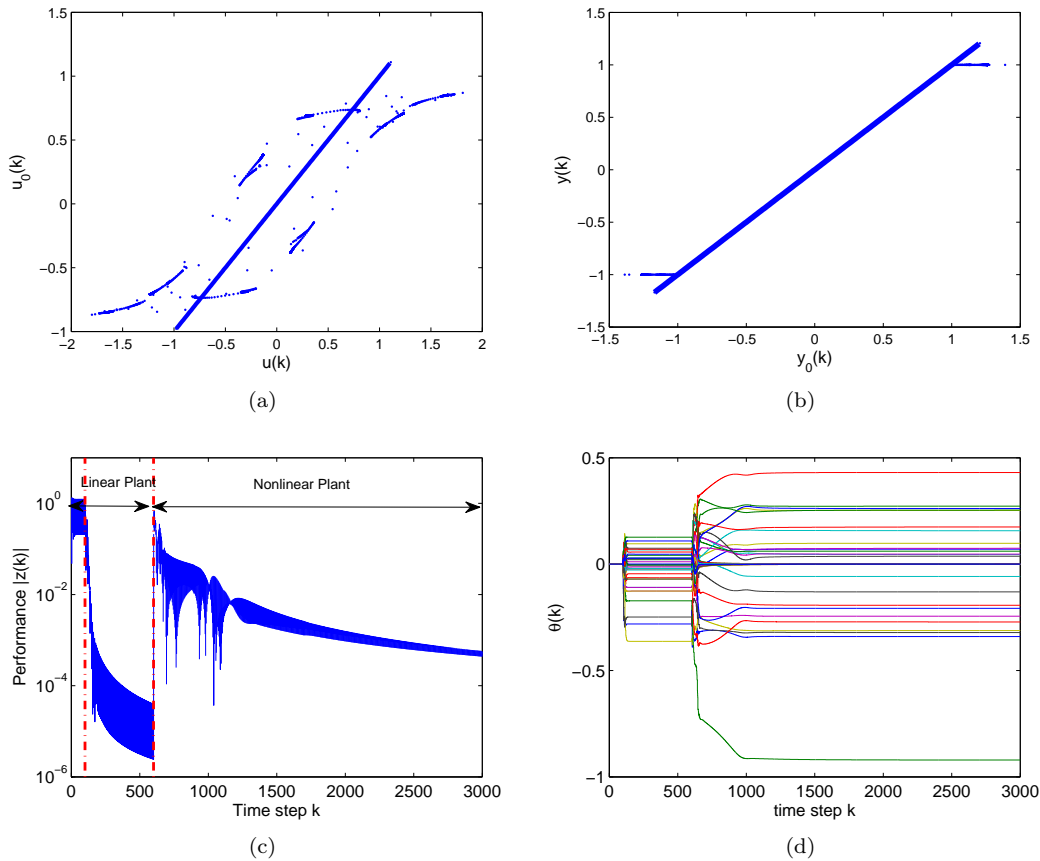 1.5
1
0.5
0
−0.5
−1
−2 −1.5 −1 −0.5 0 0.5 1 1.5 2
u(k)
u0(k)
(a)
1.5
1
0.5
0
−0.5
−1
−1.5
−1.5 −1 −0.5 0 0.5 1 1.5
y0(k)
y(k)
(b)
Linear Plant
Nonlinear Plant
10^0
10^−2
10^−4
10^−6
0 500 1000 1500 2000 2500 3000
Time step k
Performance |z(k)|
(c)
0.5
0
−0.5
−1
0 500 1000 1500 2000 2500 3000
time step k
θ(k)
(d)